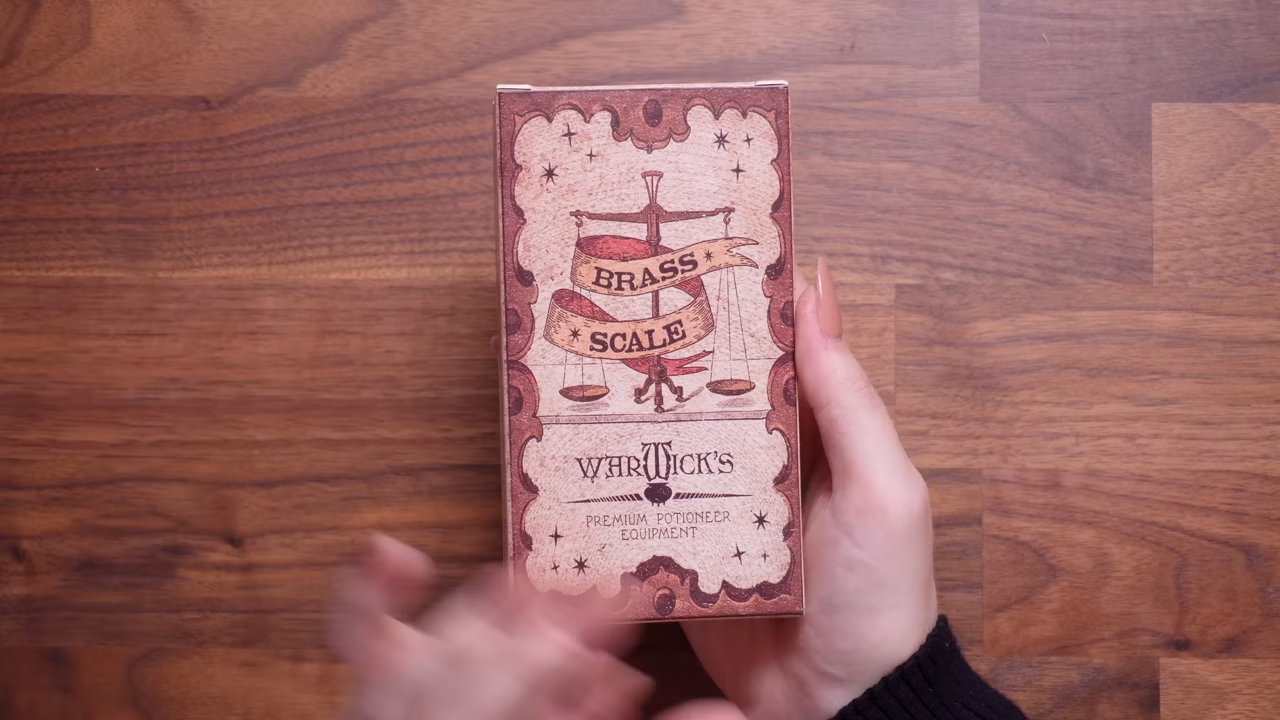 BRASS
SCALE
WARWICK'S
PREMIUM POTIONEER
EQUIPMENT